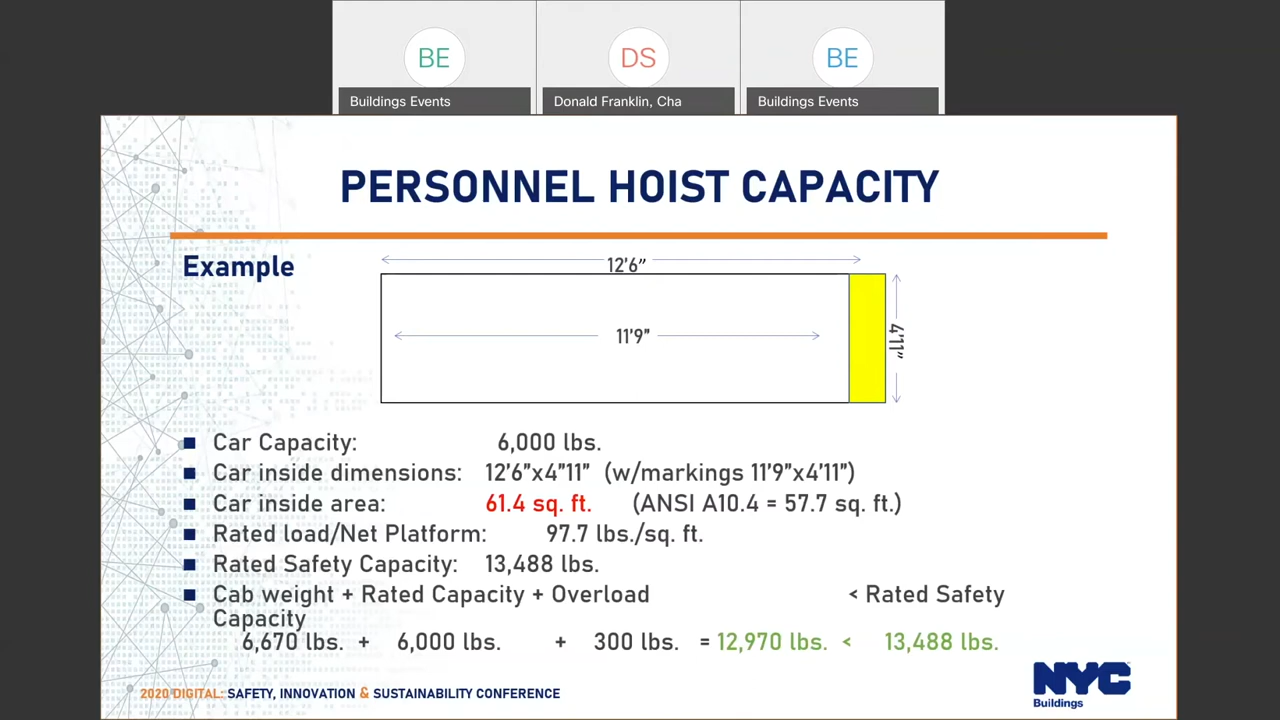 BE
DS
BE
Buildings Events
Donald Franklin, Cha
Buildings Events
PERSONNEL HOIST CAPACITY
Example
12'6”
11'9”
4'11”
Car Capacity: 6,000 lbs.
Car inside dimensions: 12'6”x4”11” (w/markings 11'9”x4'11”)
Car inside area: 61.4 sq. ft. (ANSI A10.4 = 57.7 sq. ft.)
Rated load/Net Platform: 97.7 lbs./sq. ft.
Rated Safety Capacity: 13,488 lbs.
Cab weight + Rated Capacity + Overload < Rated Safety
Capacity
6,670 lbs. + 6,000 lbs. + 300 lbs. = 12,970 lbs. < 13,488 lbs.
2020 DIGITAL: SAFETY, INNOVATION & SUSTAINABILITY CONFERENCE
NYC
Buildings